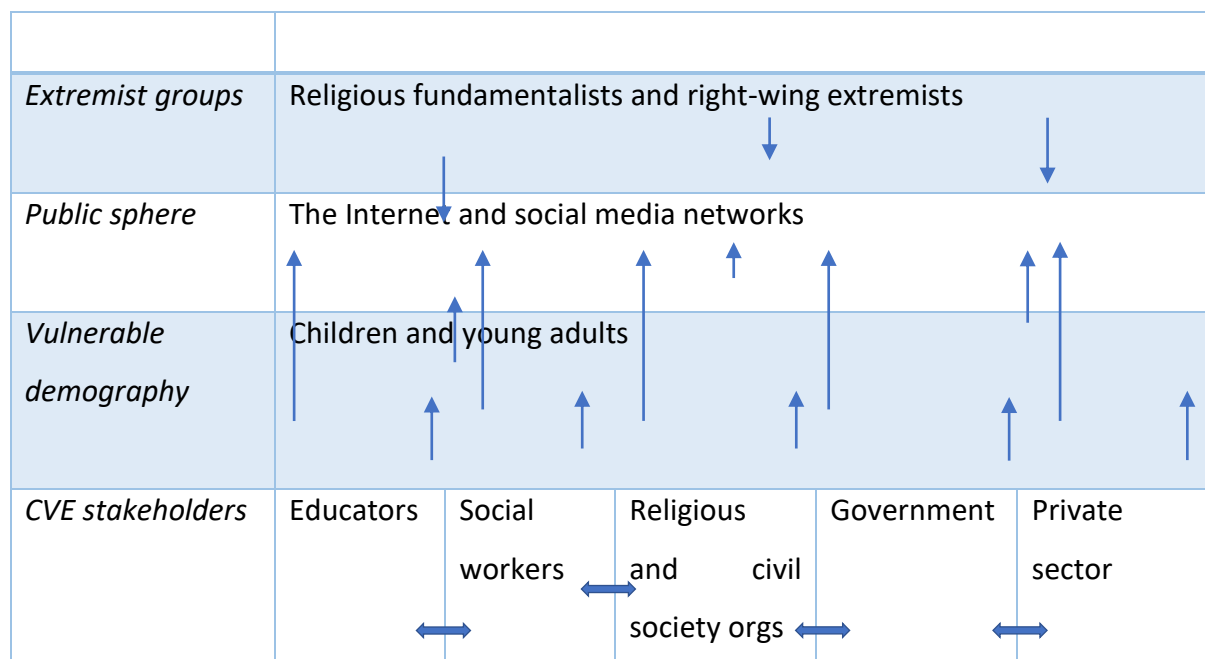 Extremist groups
Religious fundamentalists and right-wing extremists
Public sphere
The Internet and social media networks
Vulnerable
demography
Children and young adults
CVE stakeholders
Educators
Social
workers
Religious
and civil
society orgs
Government
Private
sector